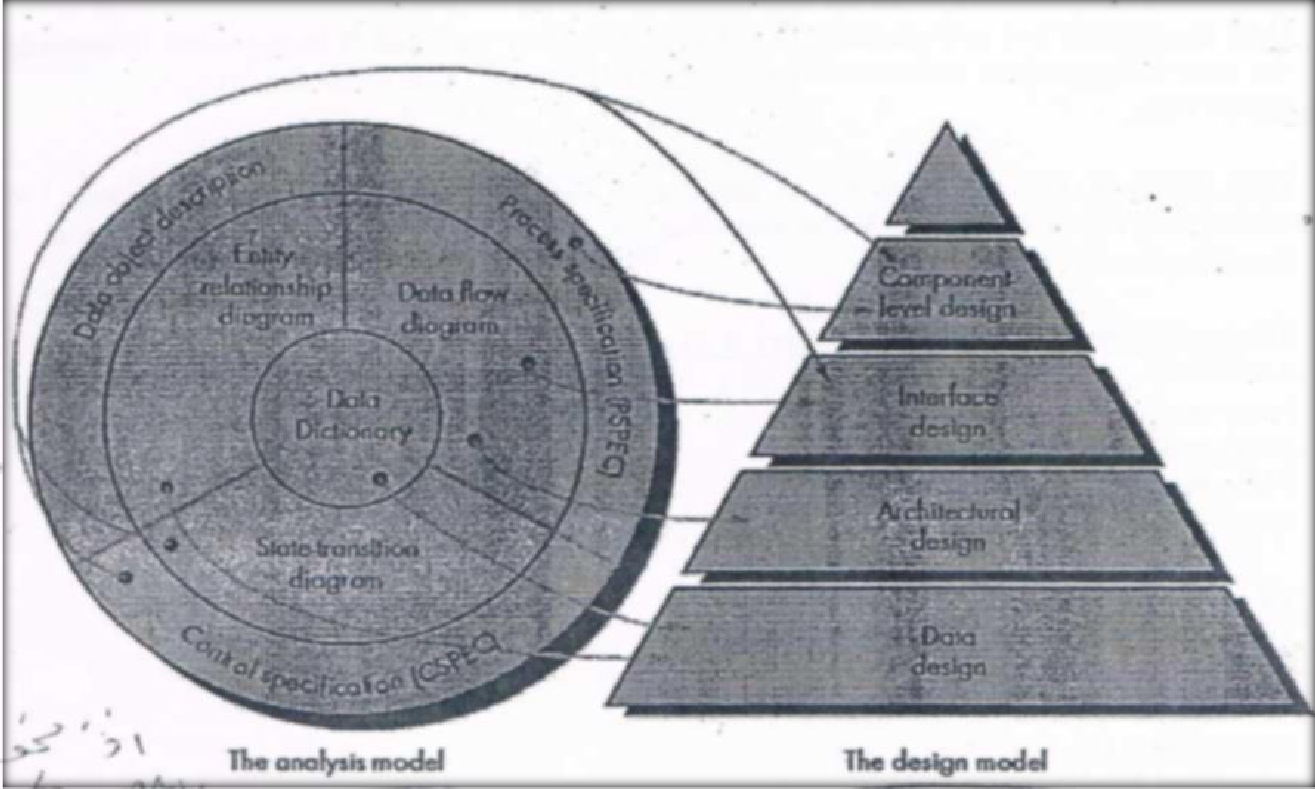 Data object description
Entity
relationship
diagram
Data flow
diagram
Process specification (PSPEC)
Data
Dictionary
State-transition
diagram
Control specification (CSPEC)
The analysis model
Component
level design
Interface
design
Architectural
design
Data
design
The design model